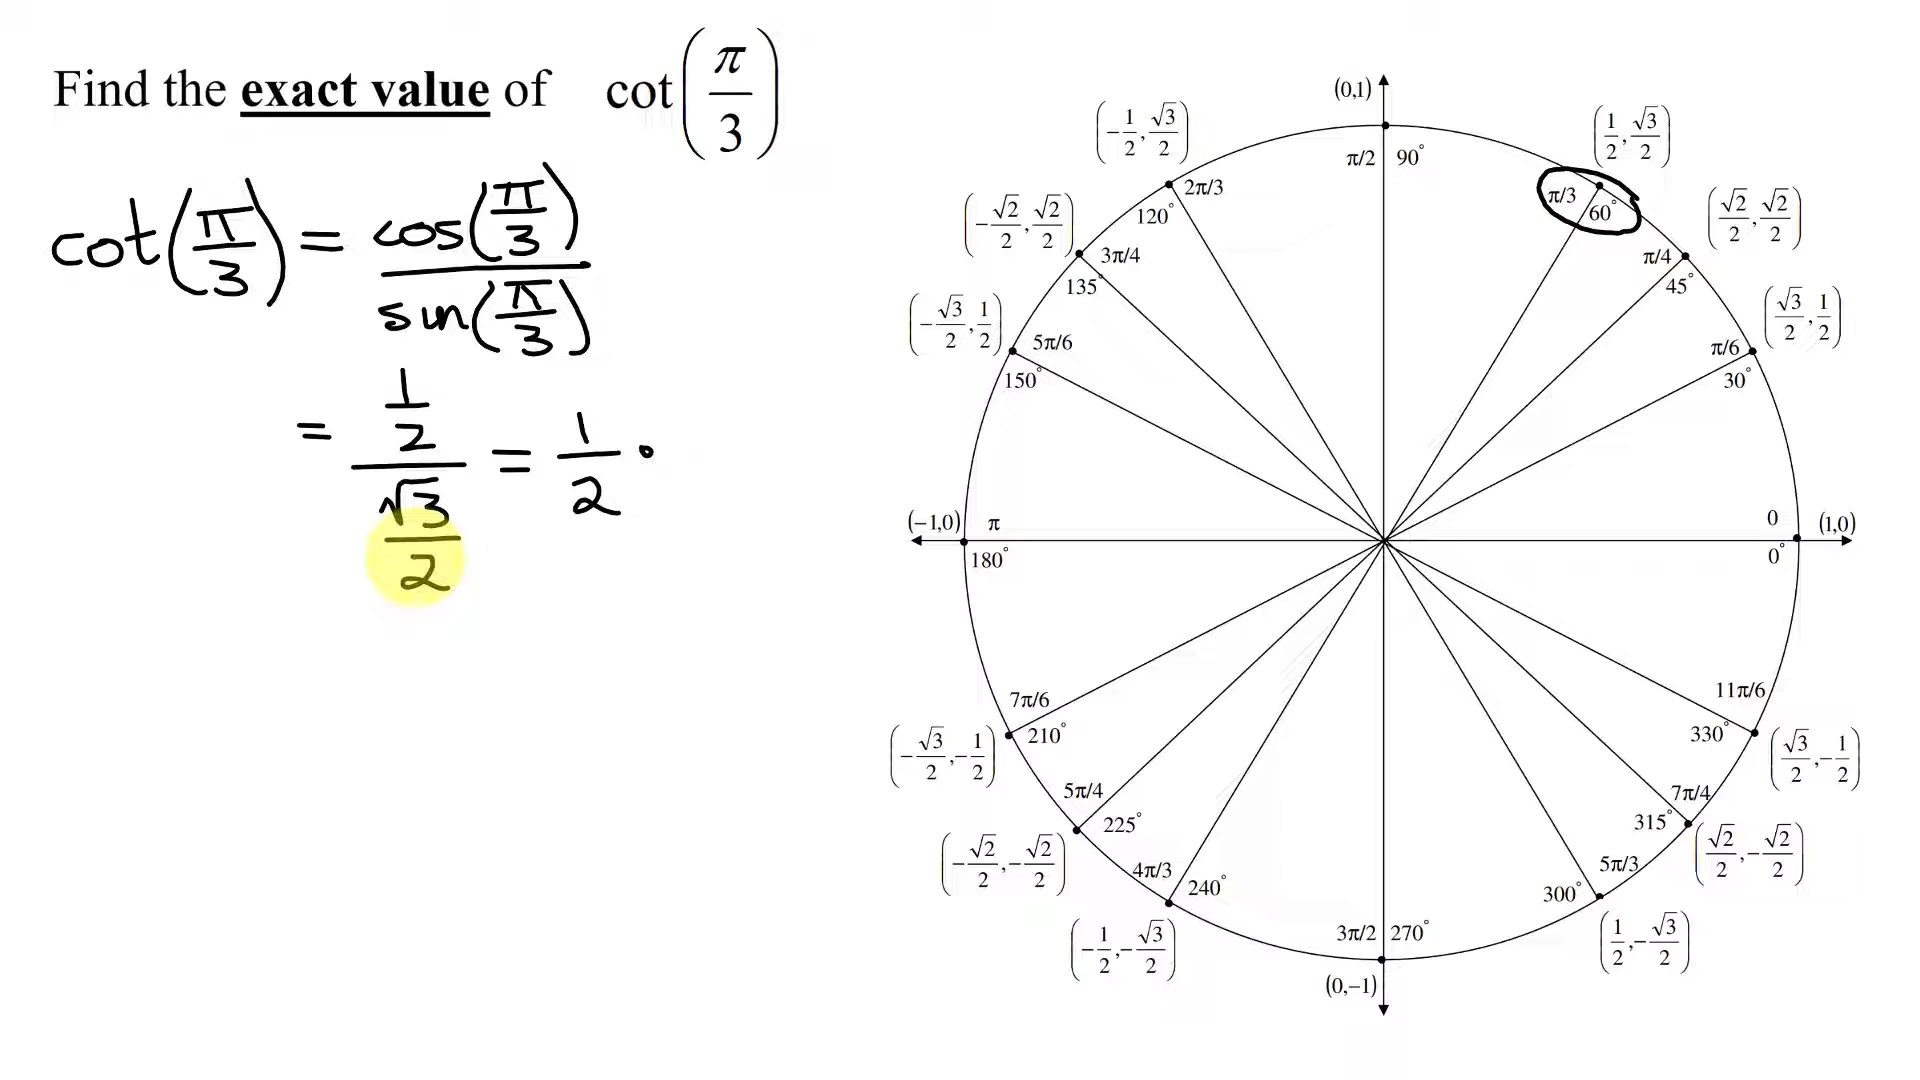 Find the exact value of cot(π/3)
cot(π/3) = cos(π/3) / sin(π/3)
= (1/2) / (√3/2) = 1/2 ·
(0,1)
π/2 90°
(1/2, √3/2)
π/3 60°
(√2/2, √2/2)
π/4
45°
(√3/2, 1/2)
π/6
30°
0 (1,0)
0°
(-1/2, √3/2)
2π/3
120°
(-√2/2, √2/2)
3π/4
135°
(-√3/2, 1/2)
5π/6
150°
(−1,0) π
180°
7π/6
210°
(-√3/2, -1/2)
5π/4
225°
(-√2/2, -√2/2)
4π/3
240°
(-1/2, -√3/2)
3π/2 270°
(0,−1)
5π/3
300°
(1/2, -√3/2)
7π/4
315°
(√2/2, -√2/2)
11π/6
330°
(√3/2, -1/2)